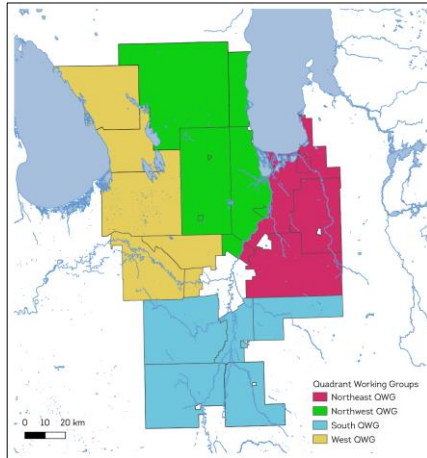 Quadrant Working Groups
Northeast QWG
Northwest QWG
South QWG
West QWG
0 10 20 km